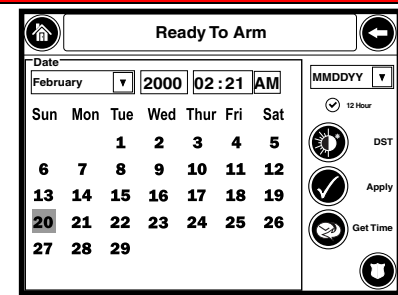 Ready To Arm
Date
February 2000 02 : 21 AM
MMDDYY
12 Hour
Sun Mon Tue Wed Thur Fri Sat
1 2 3 4 5
DST
6 7 8 9 10 11 12
13 14 15 16 17 18 19
Apply
20 21 22 23 24 25 26
Get Time
27 28 29